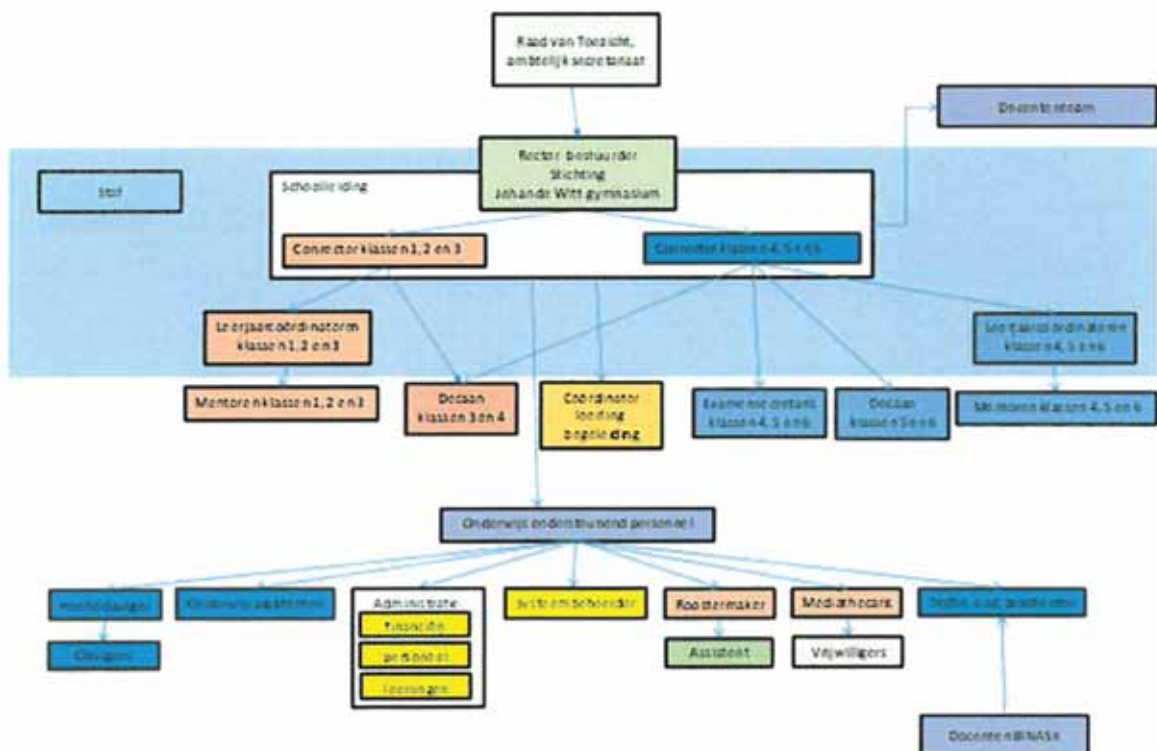 Raad van Toezicht,
ambtelijk secretariaat
Docententeam
Rector-bestuurder
Stichting
Johan de Witt gymnasium
Schoolleiding
Staf
Conrector klassen 1, 2 en 3
Conrector klassen 4, 5 en 6
Leerjaarcoördinatoren
klassen 1, 2 en 3
Leerjaarcoördinatoren
klassen 4, 5 en 6
Mentoren klassen 1, 2 en 3
Decaan
klassen 3 en 4
Coördinator
leerling
begeleiding
Examensecretaris
klassen 4, 5 en 6
Decaan
klassen 5 en 6
Mentoren klassen 4, 5 en 6
Onderwijs ondersteunend personeel
Hoofdconciërge
Onderwijsassistenten
Administratie
financiën
personeel
leerlingen
Systeembeheerder
Roostermaker
Mediathecaris
assistenten
Assistent
Vrijwilligers
Docenten BINASK